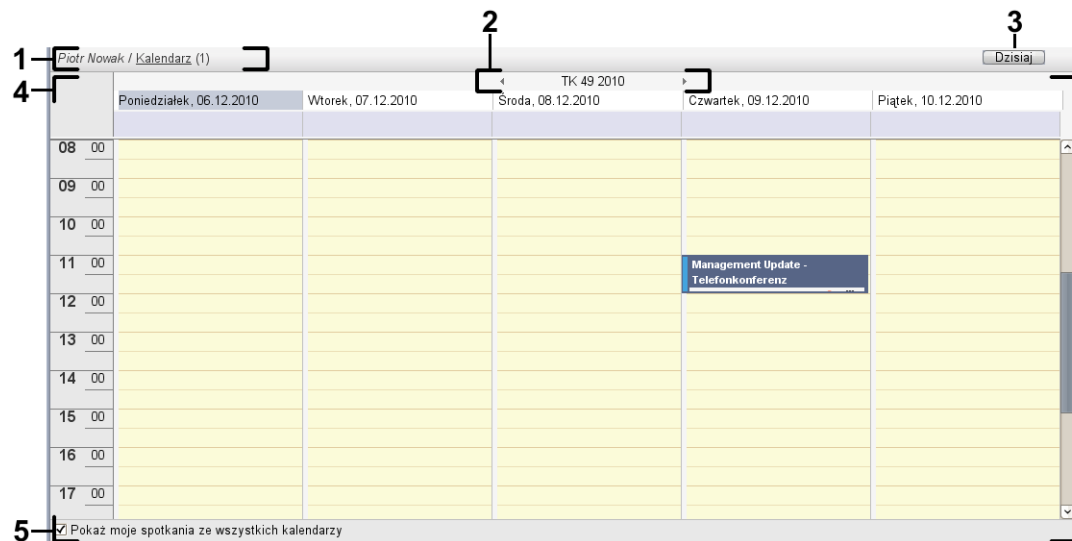 2 3
1 Piotr Nowak / Kalendarz (1) Dzisiaj
4 TK 49 2010
Poniedziałek, 06.12.2010 Wtorek, 07.12.2010 Środa, 08.12.2010 Czwartek, 09.12.2010 Piątek, 10.12.2010
08 00
09 00
10 00
11 00 Management Update -
Telefonkonferenz
12 00
13 00
14 00
15 00
16 00
17 00
5 Pokaż moje spotkania ze wszystkich kalendarzy